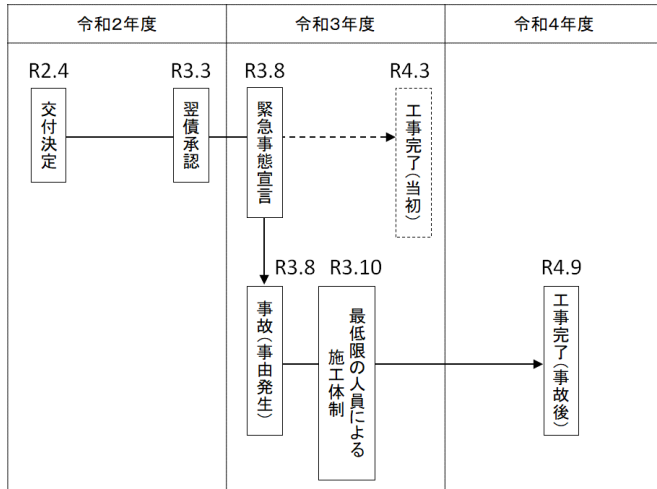 令和2年度
令和3年度
令和4年度
R2.4
R3.3
R3.8
R4.3
交付決定
翌債承認
緊急事態宣言
工事完了(当初)
R3.8
R3.10
R4.9
事故(事由発生)
最低限の人員による
施工体制
工事完了(事故後)